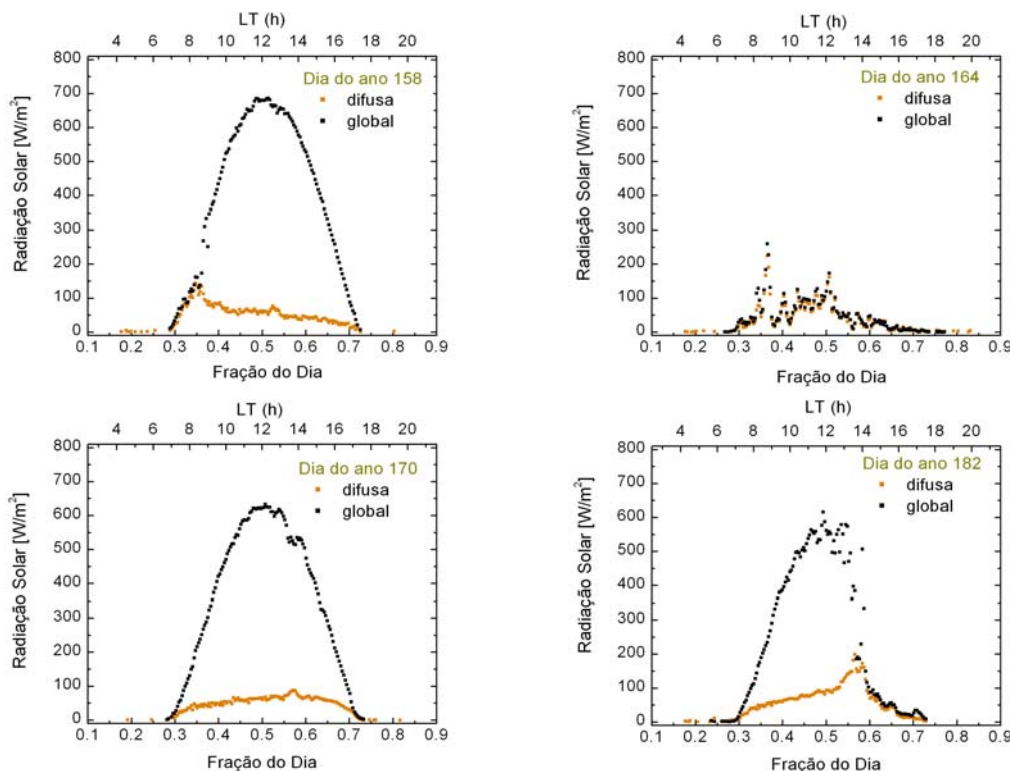 LT (h)
4 6 8 10 12 14 16 18 20
800
700
600
500
400
300
200
100
0
Radiação Solar [W/m²]
Dia do ano 158
difusa
global
0.1 0.2 0.3 0.4 0.5 0.6 0.7 0.8 0.9
Fração do Dia
LT (h)
4 6 8 10 12 14 16 18 20
800
700
600
500
400
300
200
100
0
Radiação Solar [W/m²]
Dia do ano 164
difusa
global
0.1 0.2 0.3 0.4 0.5 0.6 0.7 0.8 0.9
Fração do Dia
LT (h)
4 6 8 10 12 14 16 18 20
800
700
600
500
400
300
200
100
0
Radiação Solar [W/m²]
Dia do ano 170
difusa
global
0.1 0.2 0.3 0.4 0.5 0.6 0.7 0.8 0.9
Fração do Dia
LT (h)
4 6 8 10 12 14 16 18 20
800
700
600
500
400
300
200
100
0
Radiação Solar [W/m²]
Dia do ano 182
difusa
global
0.1 0.2 0.3 0.4 0.5 0.6 0.7 0.8 0.9
Fração do Dia